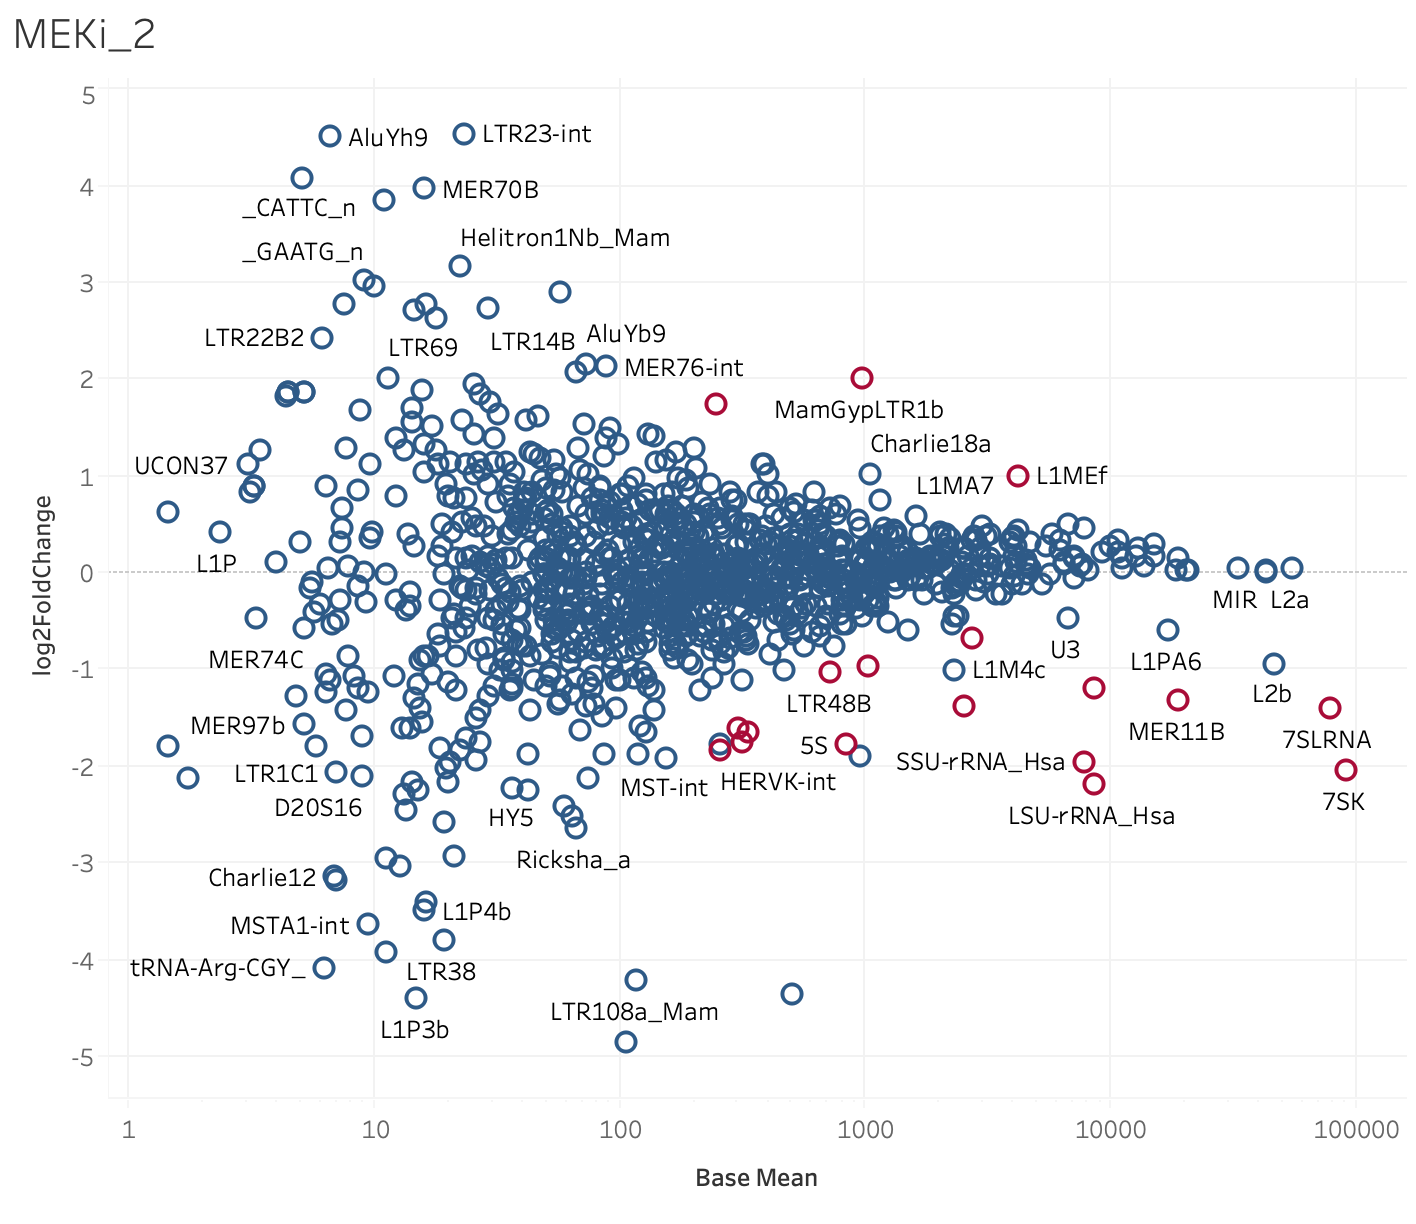 MEKi_2
5
AluYh9
LTR23-int
4
MER70B
_CATTC_n
Helitron1Nb_Mam
_GAATG_n
3
LTR22B2
LTR69
LTR14B
AluYb9
MER76-int
2
MamGypLTR1b
Charlie18a
UCON37
1
L1MA7
L1MEf
L1P
0
MIR
L2a
MER74C
U3
L1PA6
-1
L1M4c
L2b
LTR48B
MER97b
MER11B
7SLRNA
5S
SSU-rRNA_Hsa
-2
LTR1C1
MST-int
HERVK-int
D20S16
HY5
LSU-rRNA_Hsa
7SK
-3
Ricksha_a
Charlie12
MSTA1-int
L1P4b
-4
tRNA-Arg-CGY_
LTR38
LTR108a_Mam
L1P3b
-5
log2FoldChange
1
10
100
1000
10000
100000
Base Mean